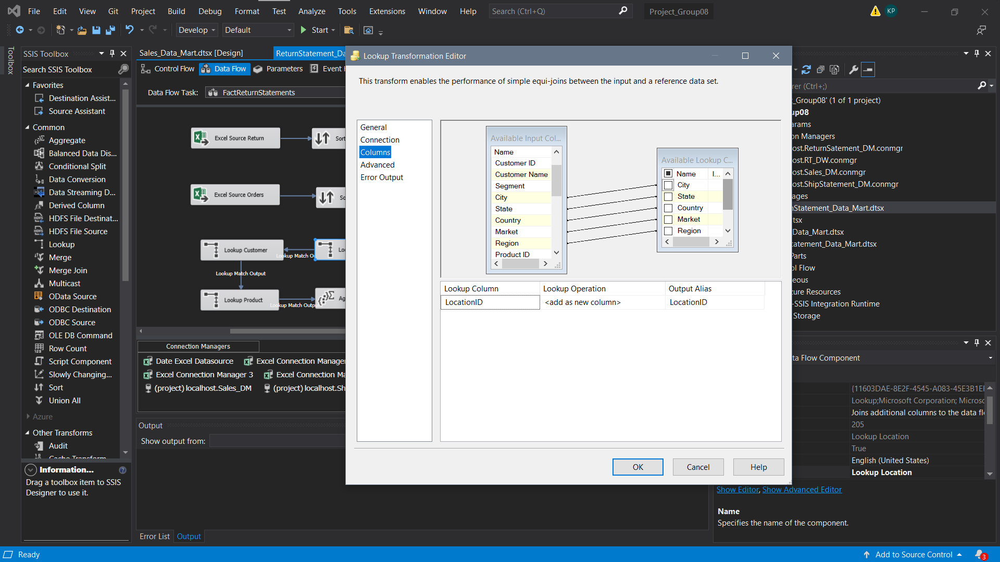 File Edit View Git Project Build Debug Format Test Analyze Tools Extensions Window Help Search (Ctrl+Q) Project_Group08 KP
Develop Default Start
Toolbox
SSIS Toolbox
Search SSIS Toolbox
Favorites
Destination Assist...
Source Assistant
Common
Aggregate
Balanced Data Dis...
Conditional Split
Data Conversion
Data Streaming D...
Derived Column
HDFS File Destinat...
HDFS File Source
Lookup
Merge
Merge Join
Multicast
OData Source
ODBC Destination
ODBC Source
OLE DB Command
Row Count
Script Component
Slowly Changing...
Sort
Union All
Azure
Other Transforms
Audit
Cache Transform
Information...
Drag a toolbox item to SSIS
Designer to use it.
Sales_Data_Mart.dtsx [Design] ReturnStatement_Da
Control Flow Data Flow Parameters Event H
Data Flow Task: FactReturnStatements
Excel Source Return Sort
Excel Source Orders So
Lookup Customer Lookup Match Ou Lo
Lookup Match Output
Lookup Product Lookup Match Output Ag
Connection Managers
Date Excel Datasource Excel Connection Manager
Excel Connection Manager 3 Excel Connection Ma
(project) localhost.Sales_DM (project) localhost.Sh
Output
Show output from:
Error List Output
Lookup Transformation Editor
This transform enables the performance of simple equi-joins between the input and a reference data set.
General
Connection
Columns
Advanced
Error Output
Available Input Col...
Name
Customer ID
Customer Name
Segment
City
State
Country
Market
Region
Product ID
Available Lookup C...
Name I...
City
State
Country
Market
Region
Lookup Column Lookup Operation Output Alias
LocationID <add as new column> LocationID
OK Cancel Help
rer (Ctrl+;)
t_Group08' (1 of 1 project)
up08
arams
on Managers
ost.ReturnSatement_DM.conmgr
ost.RT_DW.conmgr
ost.Sales_DM.conmgr
ost.ShipStatement_DM.conmgr
ages
nStatement_Data_Mart.dtsx
tsx
Data_Mart.dtsx
tatement_Data_Mart.dtsx
Parts
ol Flow
eous
zure Resources
-SSIS Integration Runtime
Storage
ta Flow Component
{11603DAE-8E2F-4545-A083-45E3B1EF
Lookup;Microsoft Corporation; Microsc
Joins additional columns to the data fl
205
Lookup Location
True
English (United States)
Lookup Location
Show Editor, Show Advanced Editor
Name
Specifies the name of the component.
Ready Add to Source Control 3